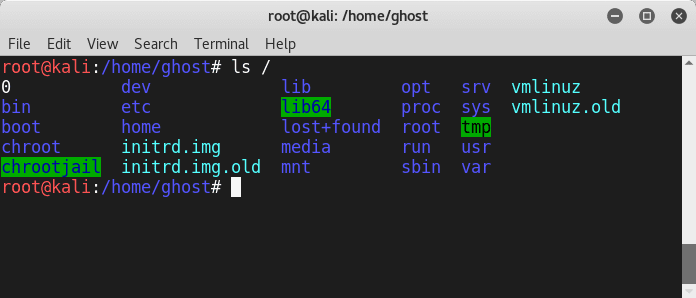 root@kali: /home/ghost
File Edit View Search Terminal Help
root@kali:/home/ghost# ls /
0 dev lib opt srv vmlinuz
bin etc lib64 proc sys vmlinuz.old
boot home lost+found root tmp
chroot initrd.img media run usr
chrootjail initrd.img.old mnt sbin var
root@kali:/home/ghost#